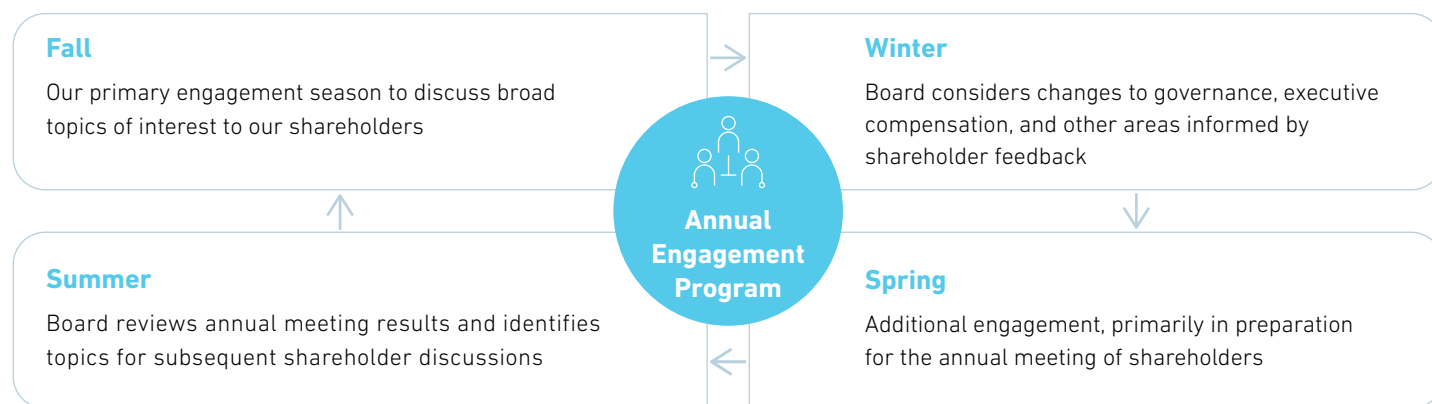 Fall
Our primary engagement season to discuss broad
topics of interest to our shareholders
Winter
Board considers changes to governance, executive
compensation, and other areas informed by
shareholder feedback
Annual
Engagement
Program
Summer
Board reviews annual meeting results and identifies
topics for subsequent shareholder discussions
Spring
Additional engagement, primarily in preparation
for the annual meeting of shareholders